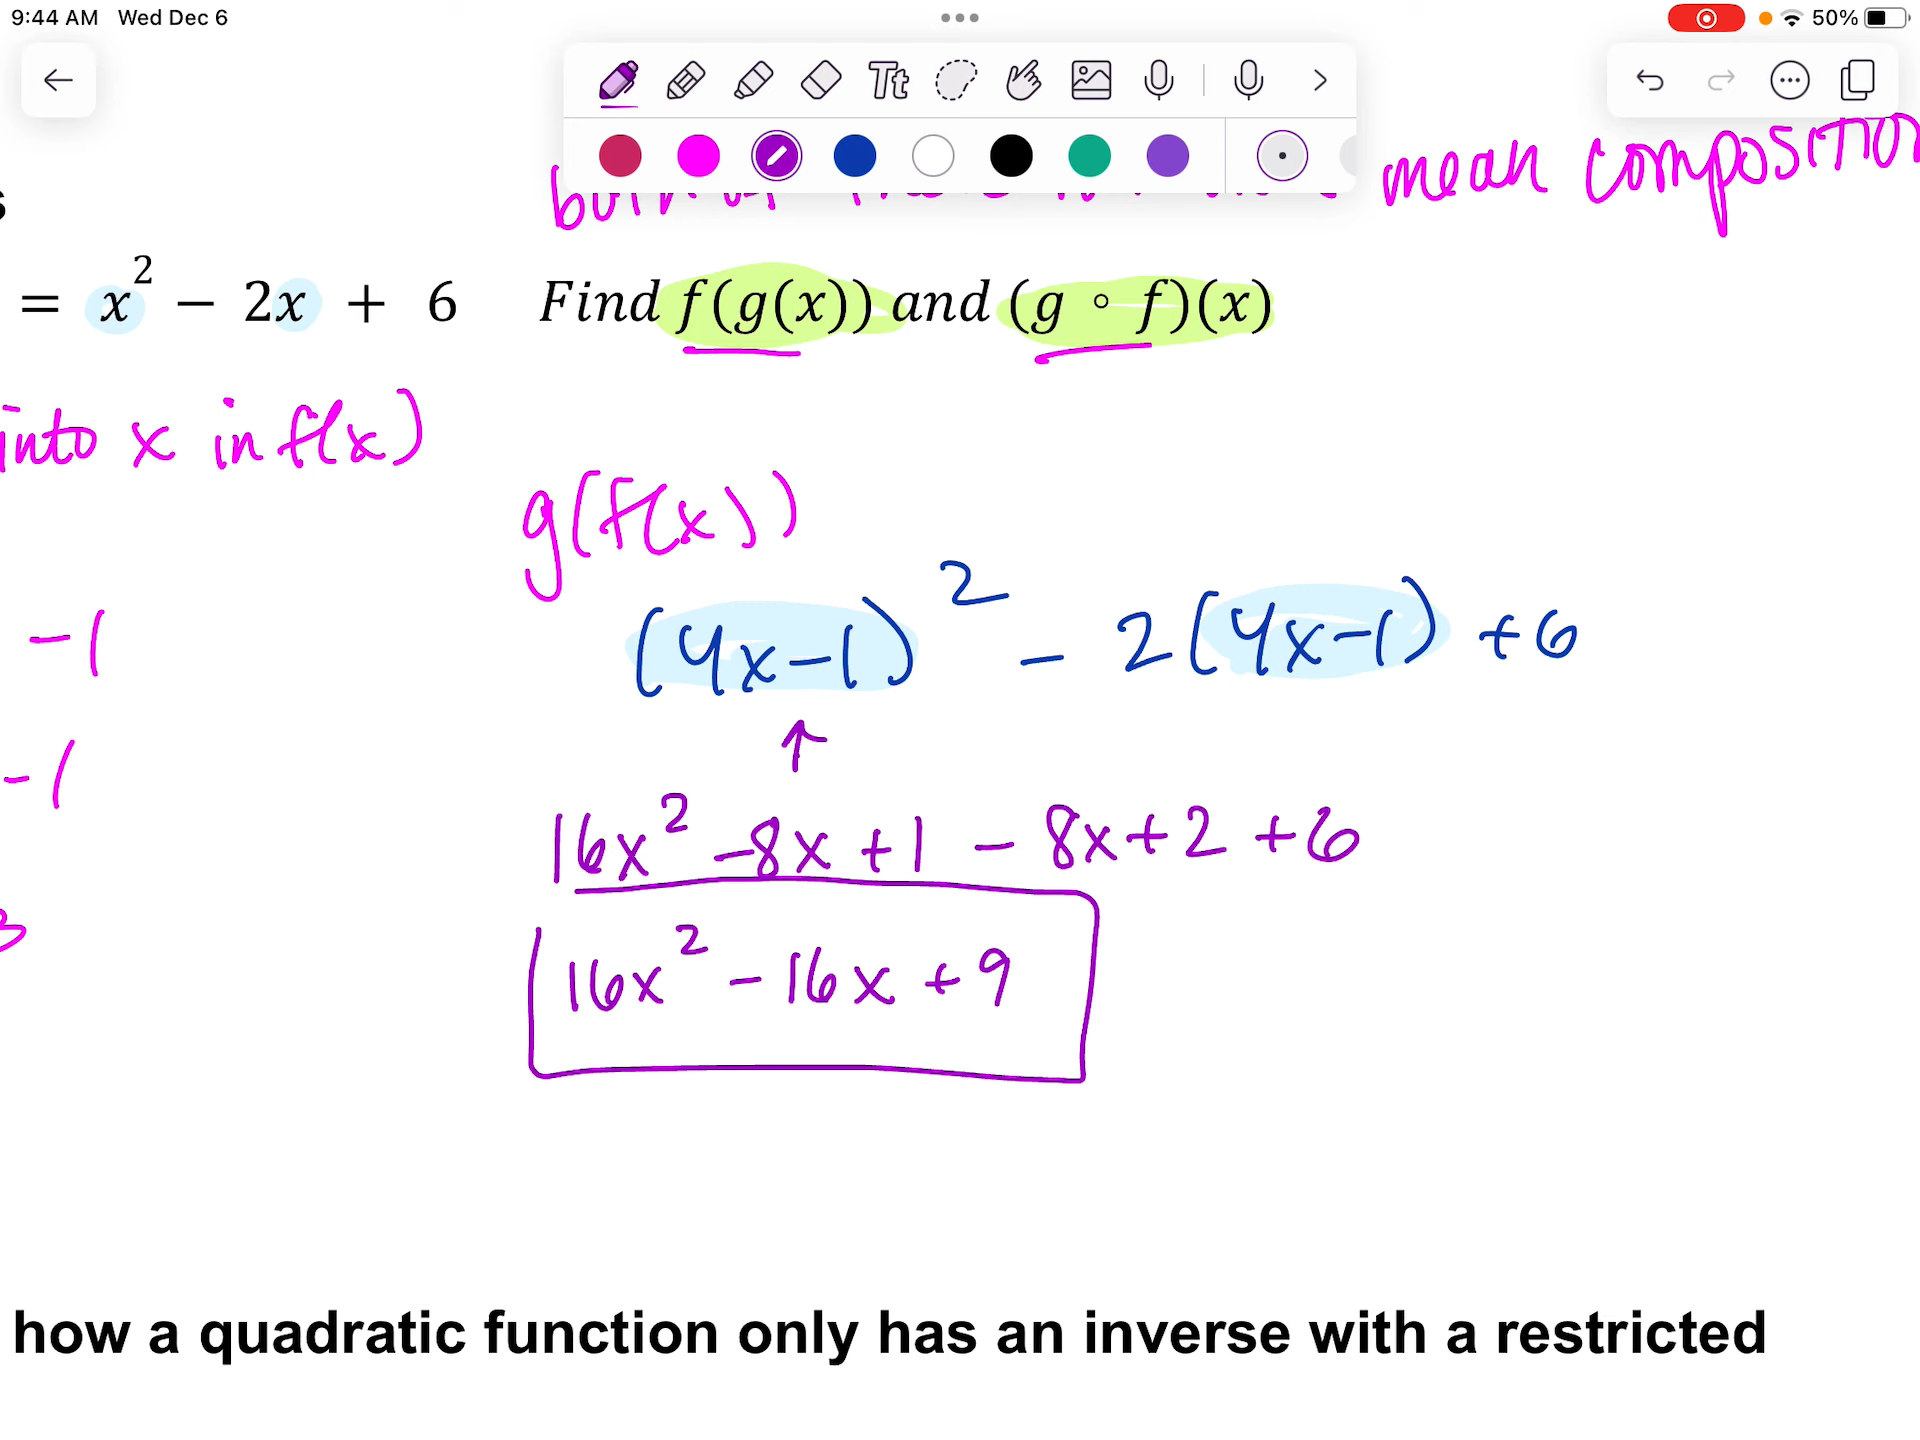 9:44 AM Wed Dec 6
50%
Tt
mean composition
= x² − 2x + 6 Find f(g(x)) and (g ∘ f)(x)
into x in f(x)
g(f(x))
(4x-1)² - 2(4x-1) +6
-1
16x² -8x +1 - 8x+2 +6
-1
16x² - 16x +9
how a quadratic function only has an inverse with a restricted